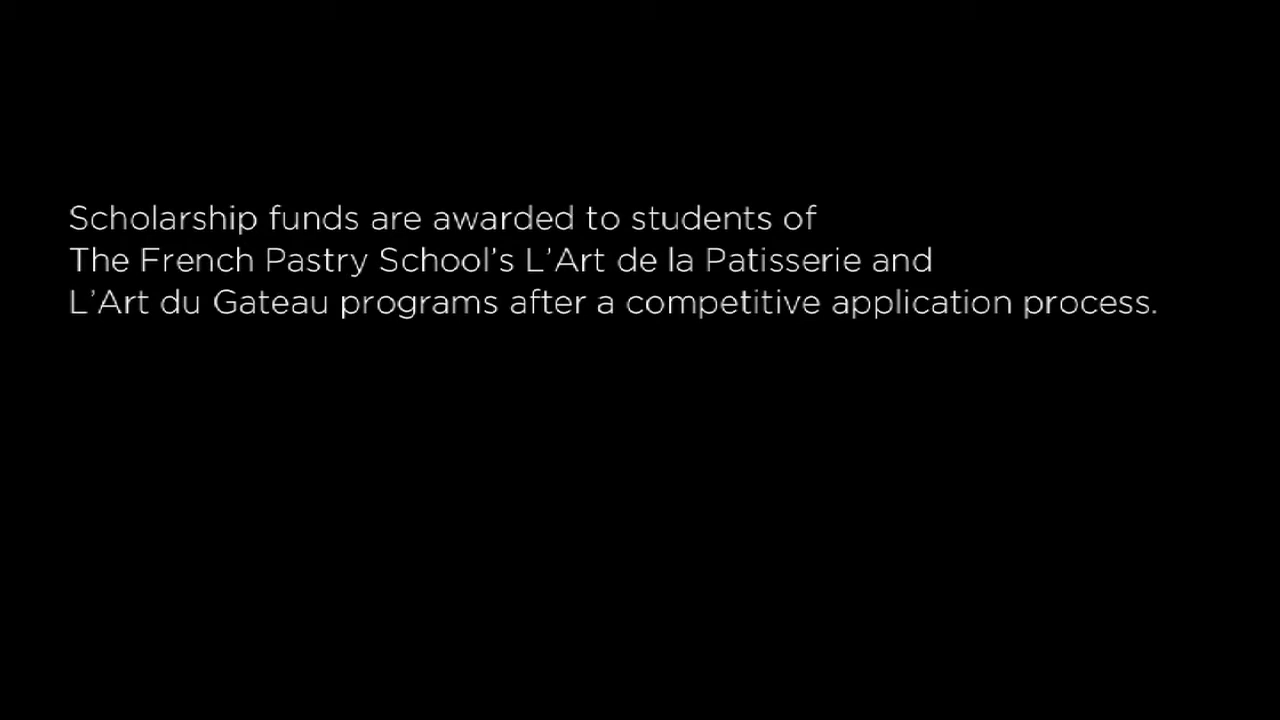 Scholarship funds are awarded to students of
The French Pastry School’s L’Art de la Patisserie and
L’Art du Gateau programs after a competitive application process.